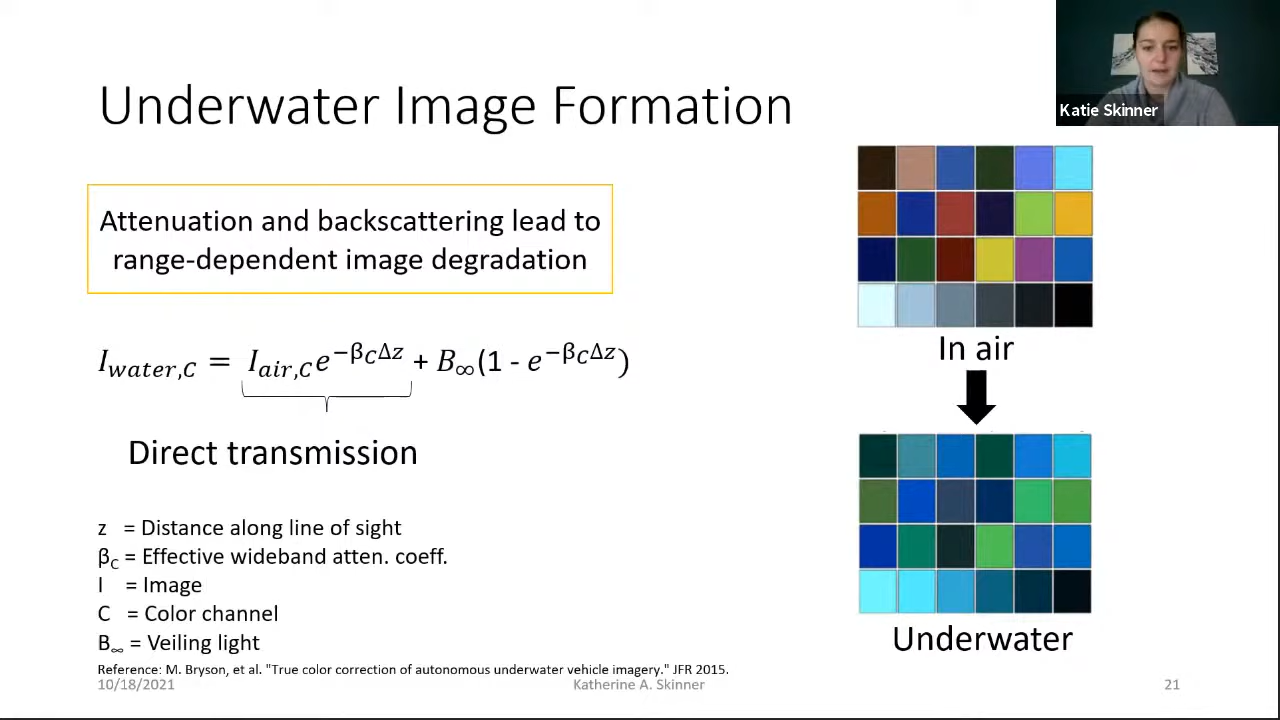 Katie Skinner
Underwater Image Formation
Attenuation and backscattering lead to
range-dependent image degradation
I_water,C = I_air,C e^−β_CΔz + B_∞(1 - e^−β_CΔz)
Direct transmission
z = Distance along line of sight
β_C = Effective wideband atten. coeff.
I = Image
C = Color channel
B_∞ = Veiling light
In air
Underwater
Reference: M. Bryson, et al. "True color correction of autonomous underwater vehicle imagery." JFR 2015.
10/18/2021
Katherine A. Skinner
21